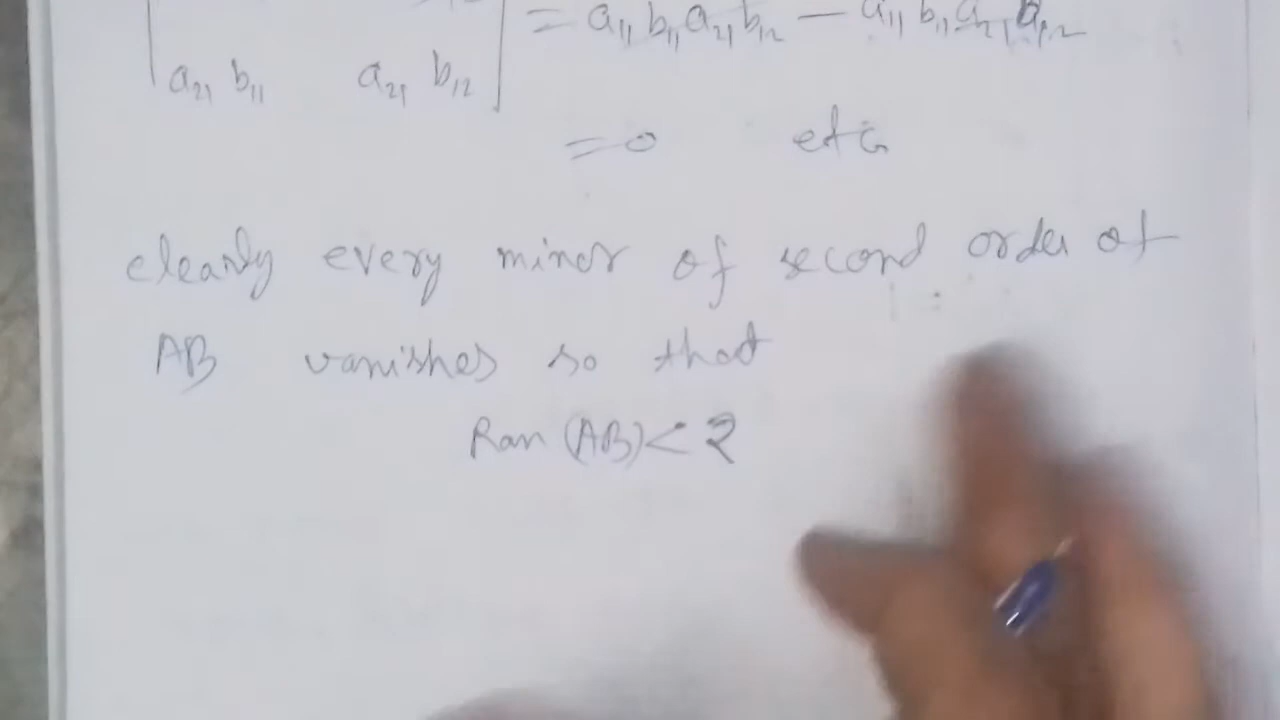 = a₁₁ b₁₁ a₂₁ b₁₂ — a₁₁ b₁₁ a₂₁ b₁₂
a₂₁ b₁₁ a₂₁ b₁₂
= 0 etc
clearly every minor of second order of
AB vanishes so that
Ran (AB) < 2